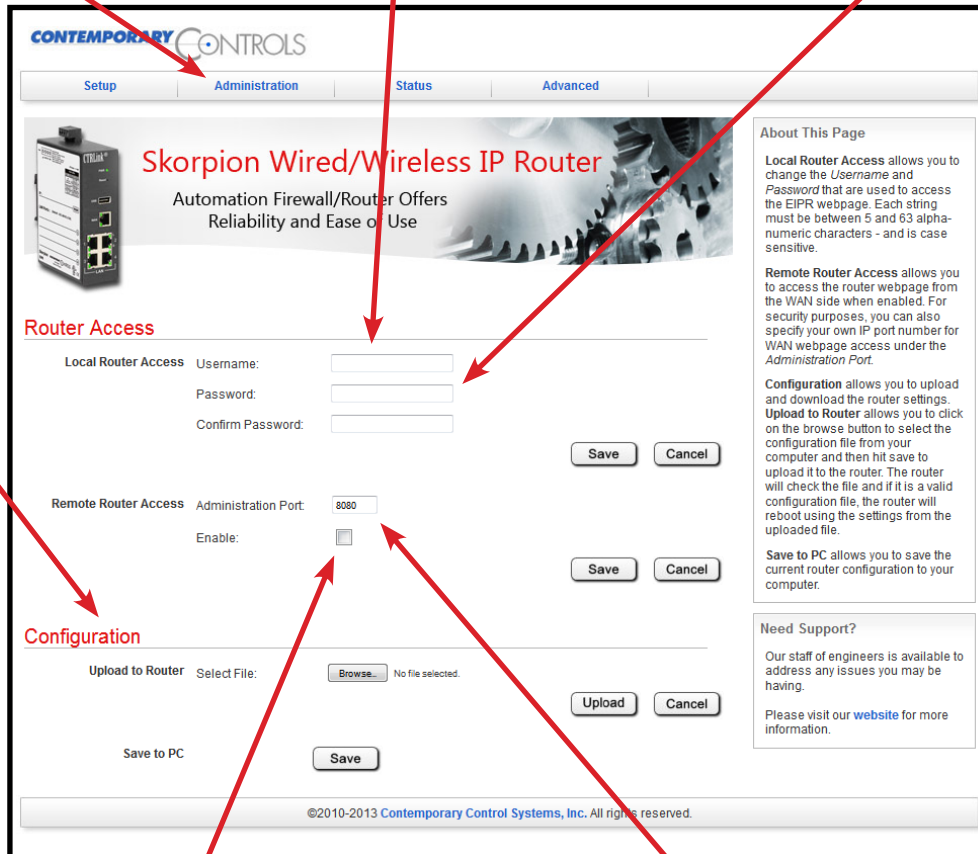 CONTEMPORARY CONTROLS
Setup
Administration
Status
Advanced
CTRLink®
Skorpion Wired/Wireless IP Router
Automation Firewall/Router Offers
Reliability and Ease of Use
Router Access
Local Router Access
Username:
Password:
Confirm Password:
Save
Cancel
Remote Router Access
Administration Port:
8080
Enable:
Save
Cancel
Configuration
Upload to Router
Select File:
Browse_
No file selected.
Upload
Cancel
Save to PC
Save
About This Page
Local Router Access allows you to
change the Username and
Password that are used to access
the EIPR webpage. Each string
must be between 5 and 63 alpha-
numeric characters - and is case
sensitive.
Remote Router Access allows you
to access the router webpage from
the WAN side when enabled. For
security purposes, you can also
specify your own IP port number for
WAN webpage access under the
Administration Port.
Configuration allows you to upload
and download the router settings.
Upload to Router allows you to click
on the browse button to select the
configuration file from your
computer and then hit save to
upload it to the router. The router
will check the file and if it is a valid
configuration file, the router will
reboot using the settings from the
uploaded file.
Save to PC allows you to save the
current router configuration to your
computer.
Need Support?
Our staff of engineers is available to
address any issues you may be
having.
Please visit our website for more
information.
©2010-2013 Contemporary Control Systems, Inc. All rights reserved.